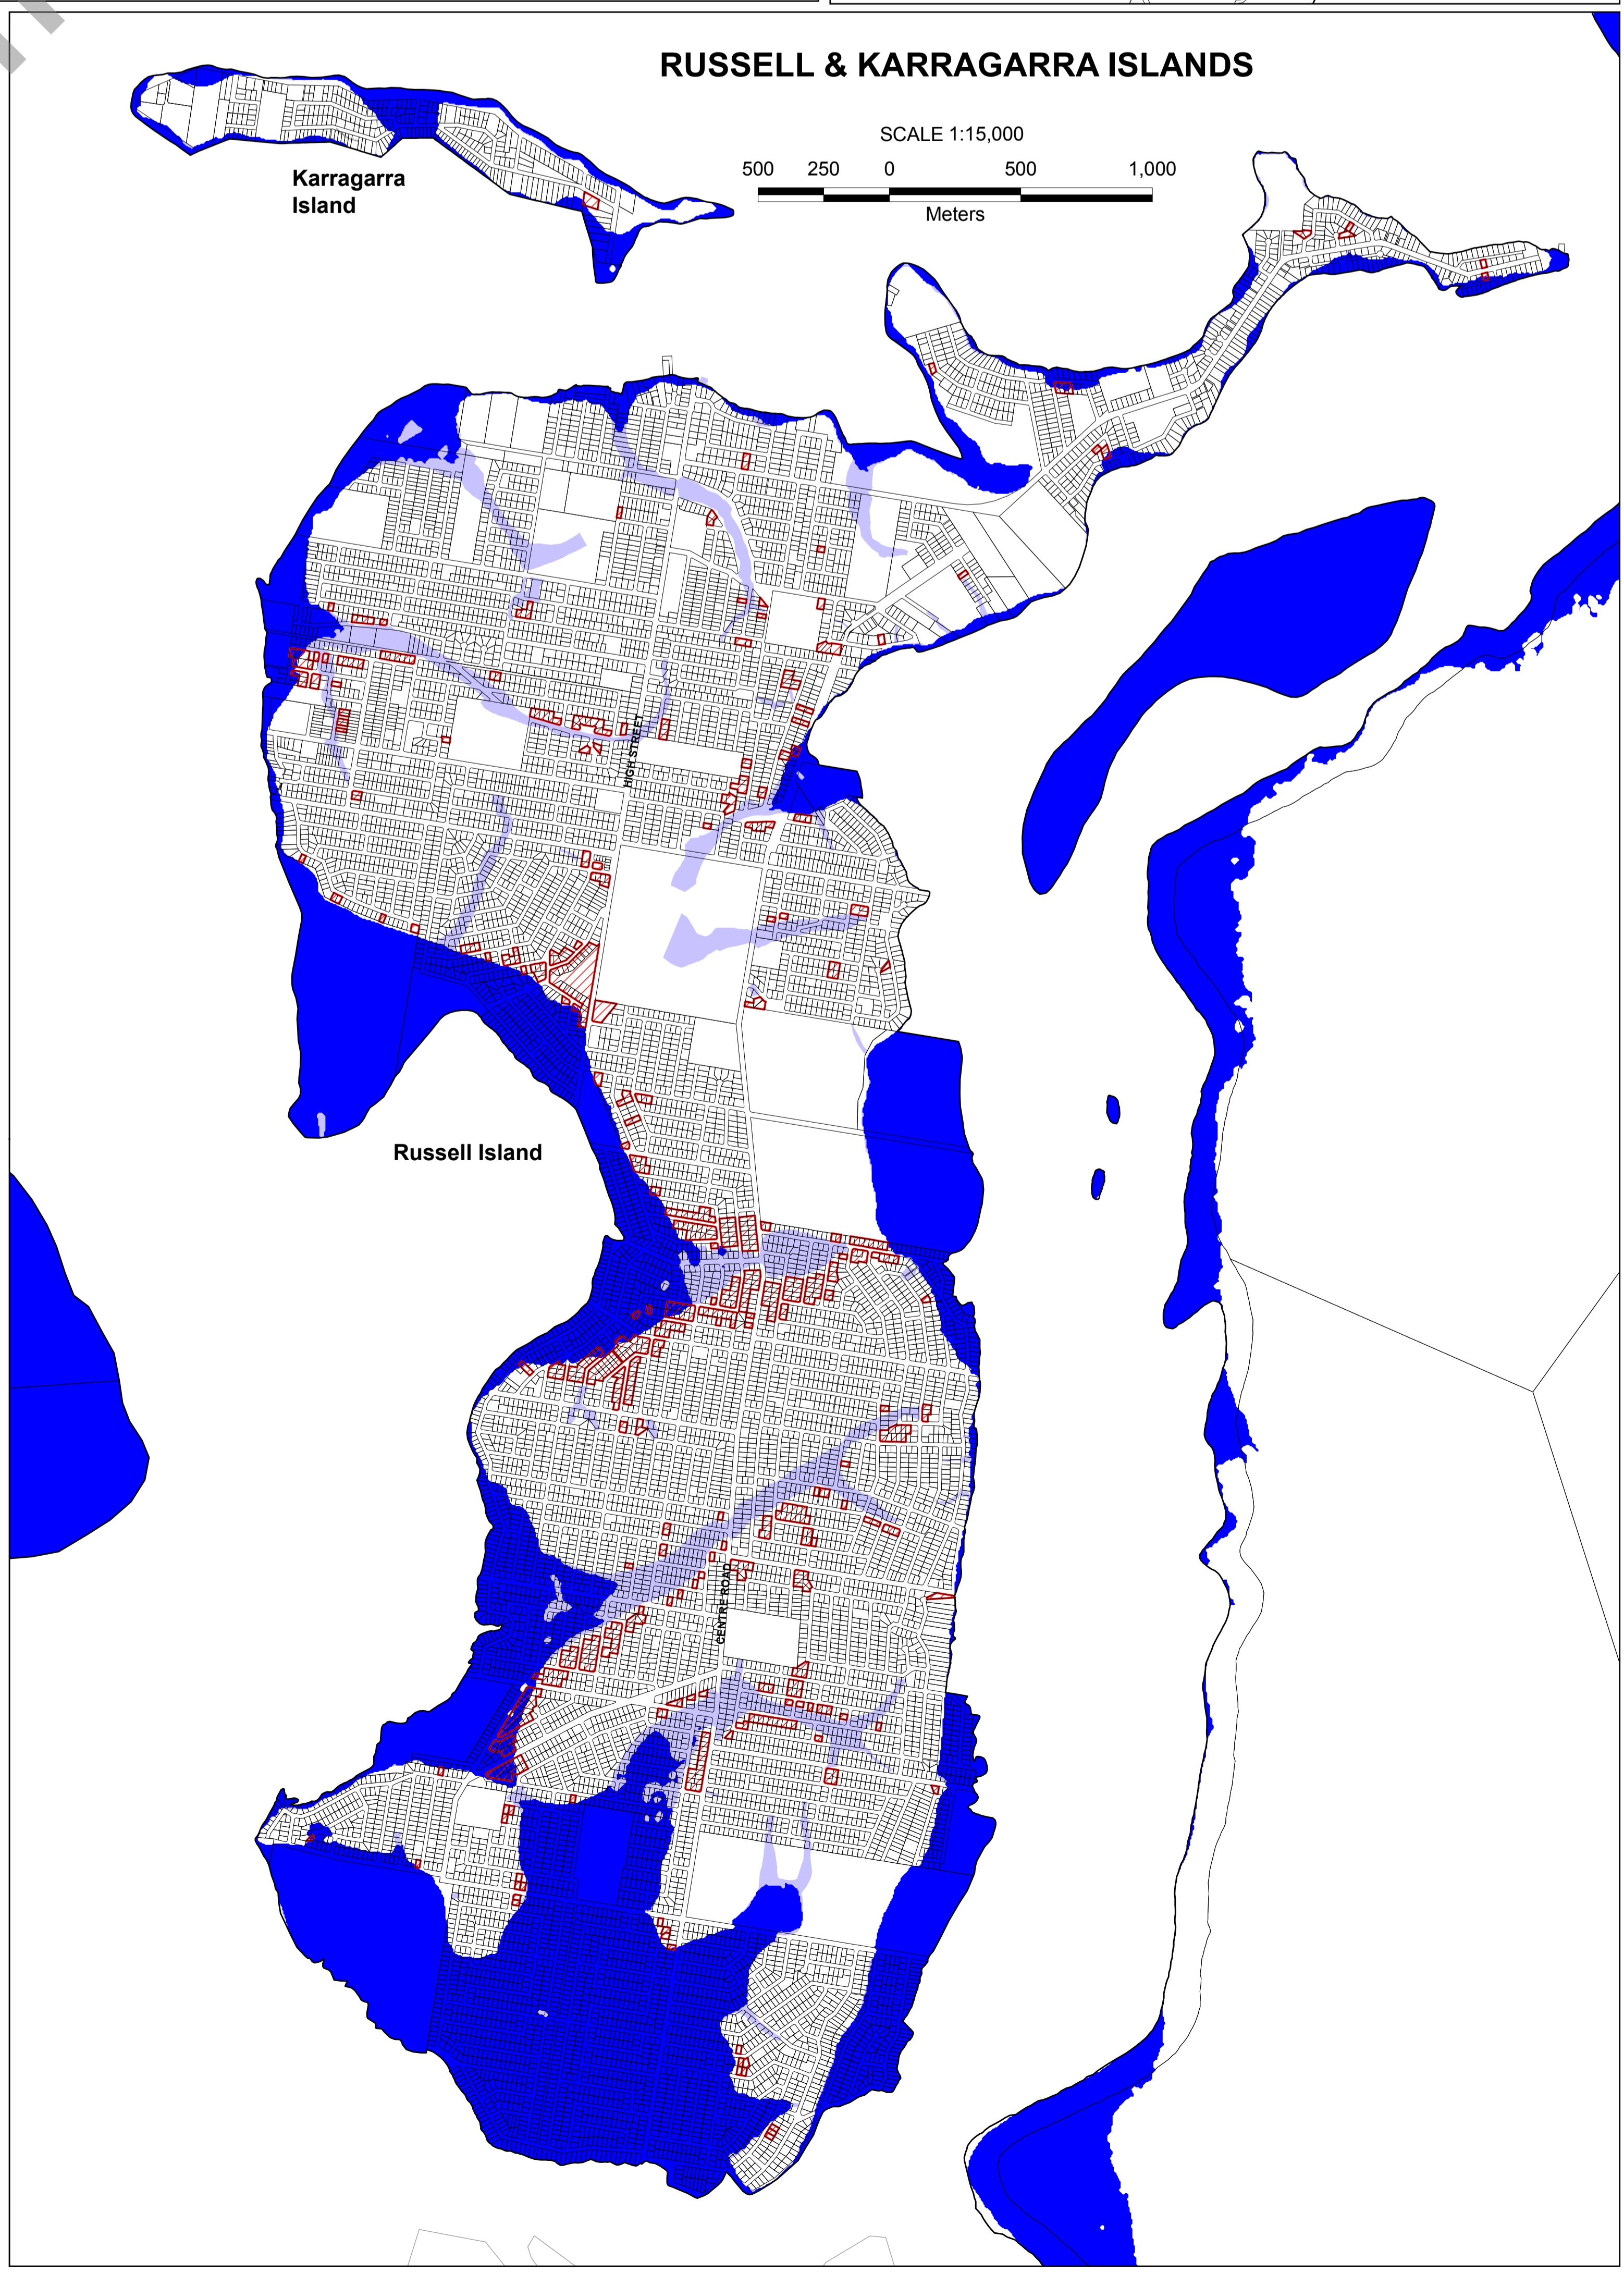 RUSSELL & KARRAGARRA ISLANDS
SCALE 1:15,000
500 250 0 500 1,000
Meters
Karragarra
Island
HIGH STREET
Russell Island
CENTRE ROAD